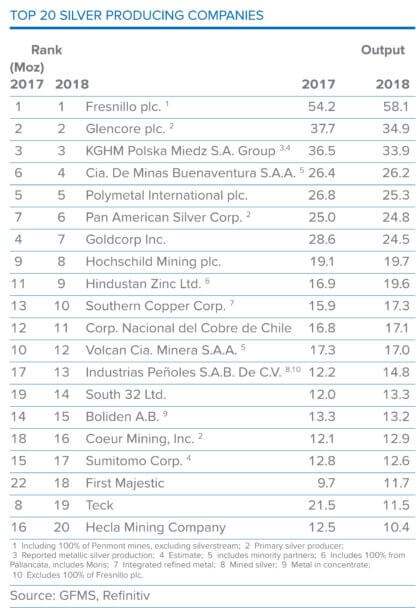 TOP 20 SILVER PRODUCING COMPANIES
Rank Output
(Moz)
2017 2018 2017 2018
1 1 Fresnillo plc. 1 54.2 58.1
2 2 Glencore plc. 2 37.7 34.9
3 3 KGHM Polska Miedz S.A. Group 3,4 36.5 33.9
6 4 Cia. De Minas Buenaventura S.A.A. 5 26.4 26.2
5 5 Polymetal International plc. 26.8 25.3
7 6 Pan American Silver Corp. 2 25.0 24.8
4 7 Goldcorp Inc. 28.6 24.5
9 8 Hochschild Mining plc. 19.1 19.7
11 9 Hindustan Zinc Ltd. 6 16.9 19.6
13 10 Southern Copper Corp. 7 15.9 17.3
12 11 Corp. Nacional del Cobre de Chile 16.8 17.1
10 12 Volcan Cia. Minera S.A.A. 5 17.3 17.0
17 13 Industrias Peñoles S.A.B. De C.V. 8,10 12.2 14.8
19 14 South 32 Ltd. 12.0 13.3
14 15 Boliden A.B. 9 13.3 13.2
18 16 Coeur Mining, Inc. 2 12.1 12.9
15 17 Sumitomo Corp. 4 12.8 12.6
22 18 First Majestic 9.7 11.7
8 19 Teck 21.5 11.5
16 20 Hecla Mining Company 12.5 10.4
1 Including 100% of Penmont mines, excluding silverstream; 2 Primary silver producer;
3 Reported metallic silver production; 4 Estimate; 5 includes minority partners; 6 Includes 100% from
Pallancata, includes Moris; 7 Integrated refined metal; 8 Mined silver; 9 Metal in concentrate;
10 Excludes 100% of Fresnillo plc.
Source: GFMS, Refinitiv